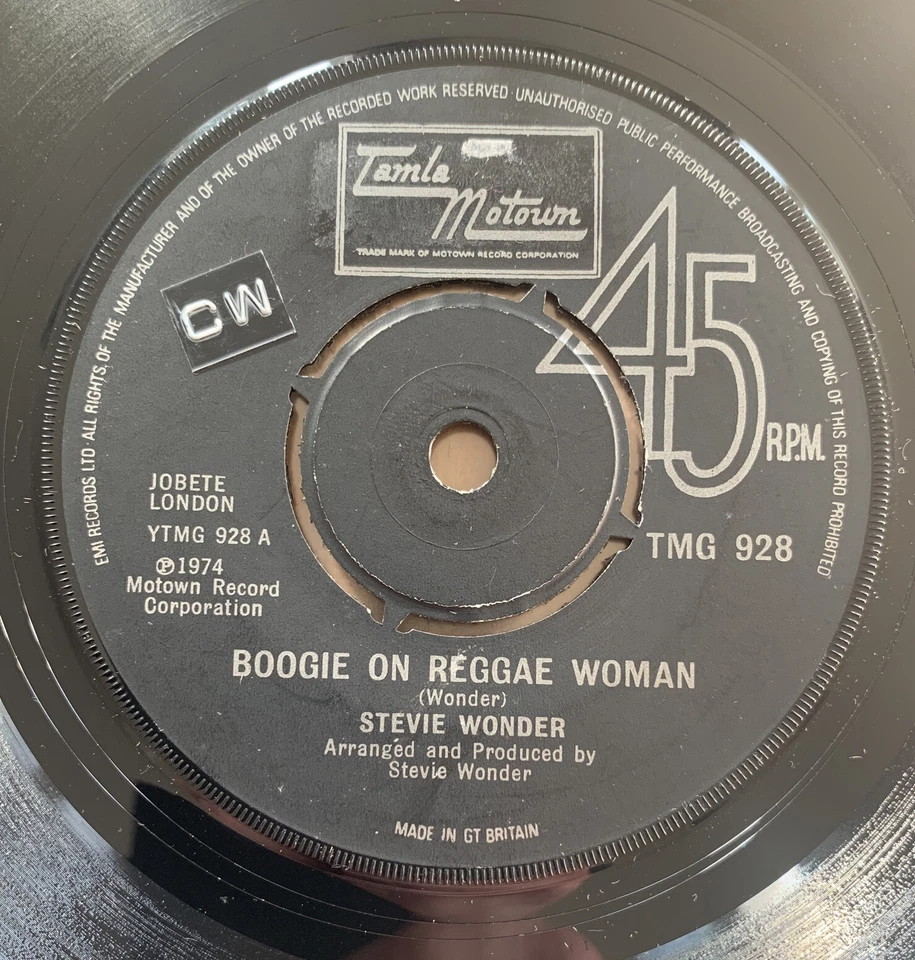 EMI RECORDS LTD · ALL RIGHTS OF THE MANUFACTURER AND OF THE OWNER OF THE RECORDED WORK RESERVED · UNAUTHORISED PUBLIC PERFORMANCE BROADCASTING AND COPYING OF THIS RECORD PROHIBITED
Tamla
Motown
TRADE MARK OF MOTOWN RECORD CORPORATION
CW
45
R.P.M.
JOBETE
LONDON
YTMG 928 A
℗1974
Motown Record
Corporation
TMG 928
BOOGIE ON REGGAE WOMAN
(Wonder)
STEVIE WONDER
Arranged and Produced by
Stevie Wonder
MADE IN GT BRITAIN